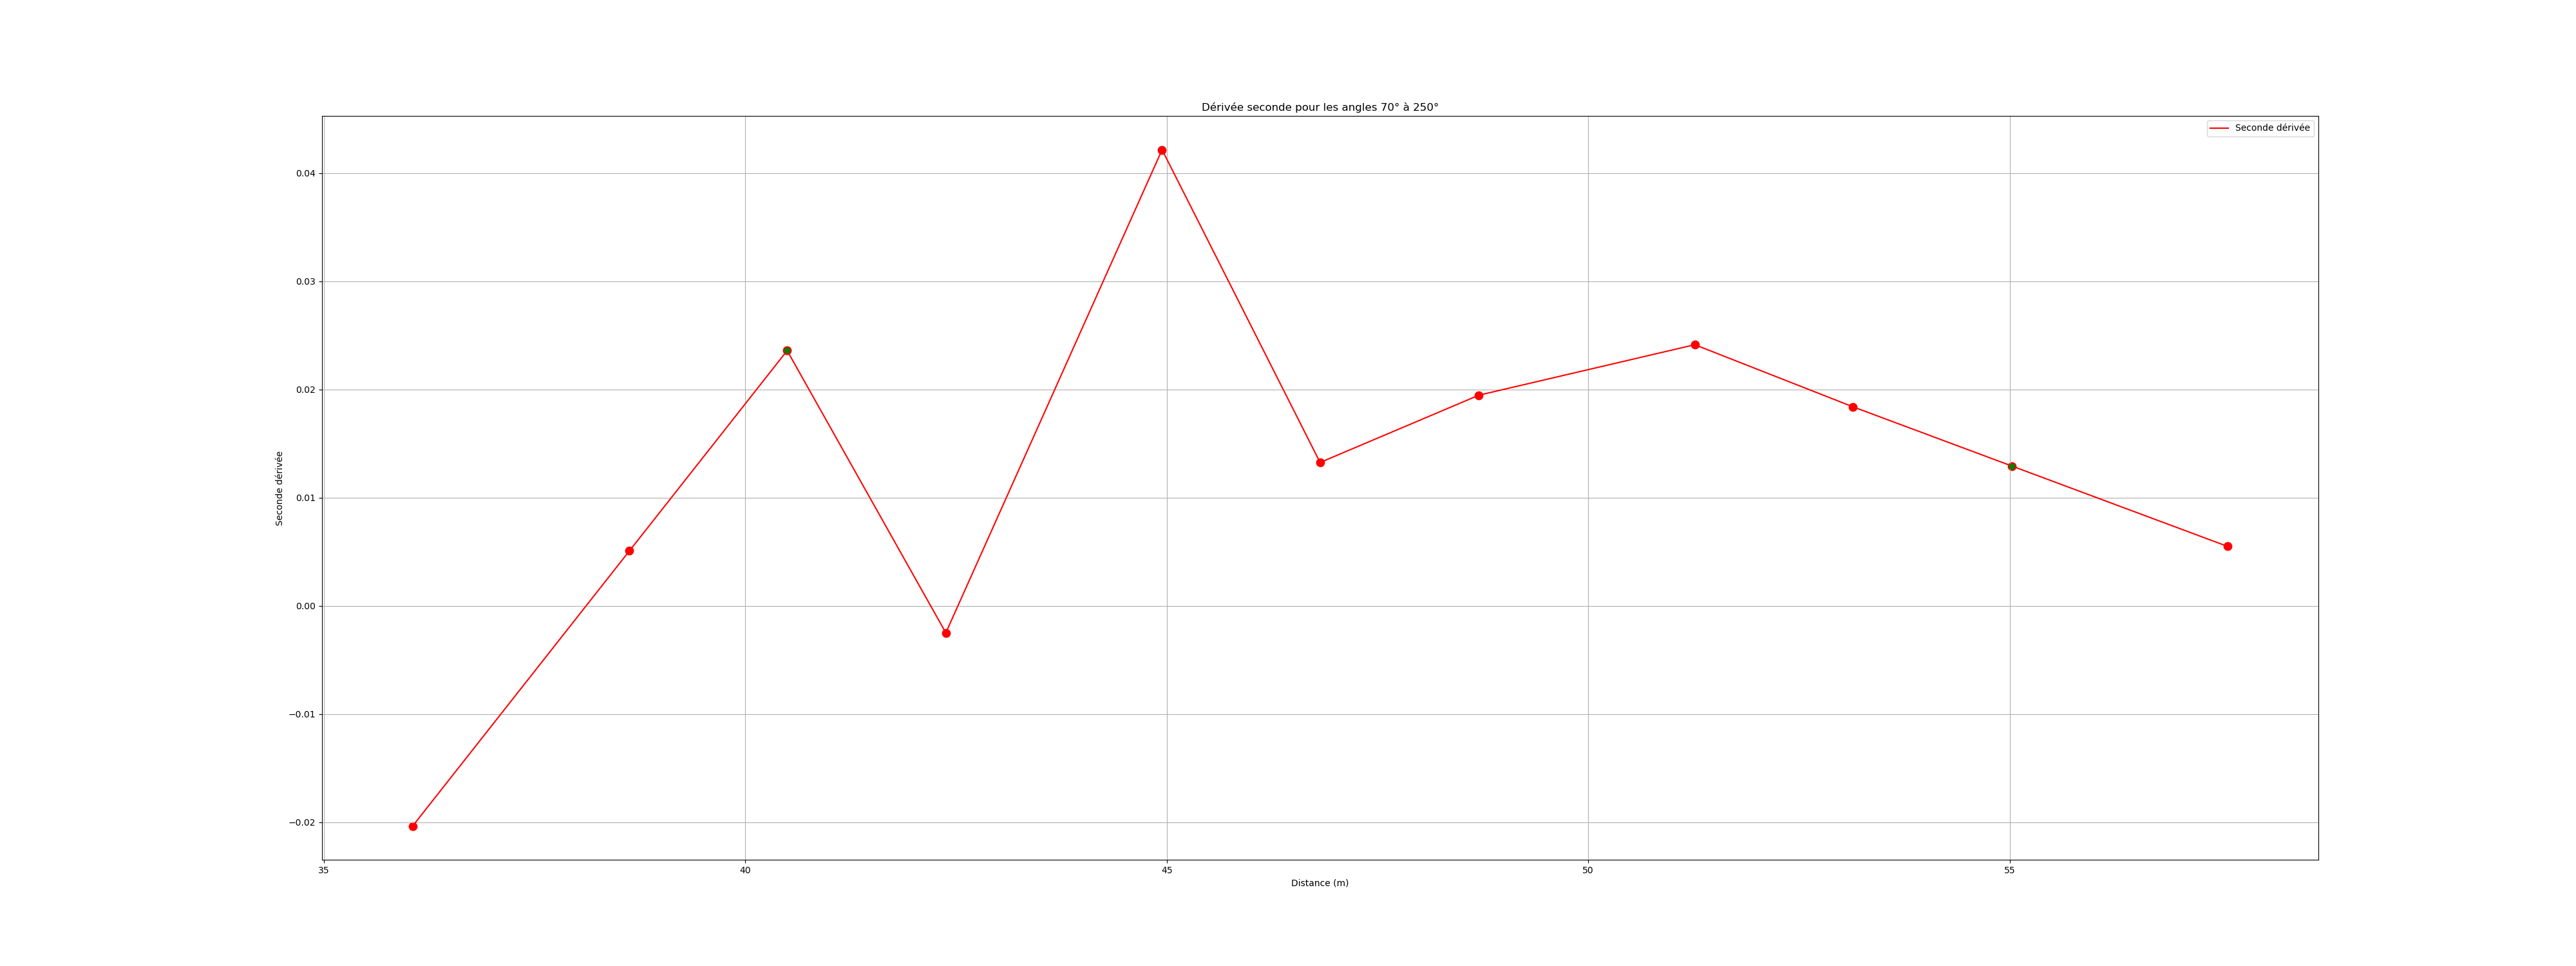 Dérivée seconde pour les angles 70° à 250°
Seconde dérivée
0.04
0.03
0.02
0.01
0.00
−0.01
−0.02
Seconde dérivée
35 40 45 50 55
Distance (m)